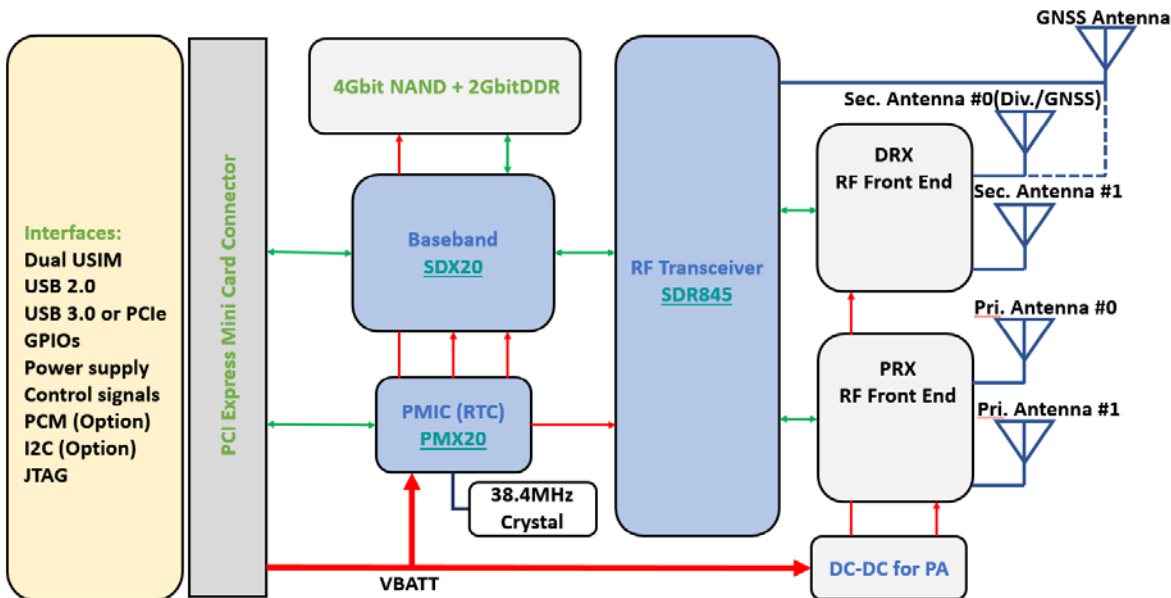 GNSS Antenna
4Gbit NAND + 2GbitDDR
Sec. Antenna #0(Div./GNSS)
DRX
RF Front End
Sec. Antenna #1
Interfaces:
Dual USIM
USB 2.0
USB 3.0 or PCIe
GPIOs
Power supply
Control signals
PCM (Option)
I2C (Option)
JTAG
PCI Express Mini Card Connector
Baseband
SDX20
RF Transceiver
SDR845
Pri. Antenna #0
PRX
RF Front End
Pri. Antenna #1
PMIC (RTC)
PMX20
38.4MHz
Crystal
VBATT
DC-DC for PA